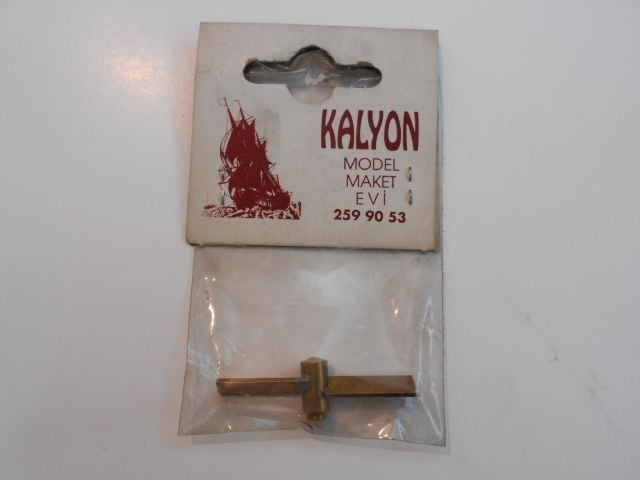 KALYON
MODEL
MAKET
EVİ
259 90 53